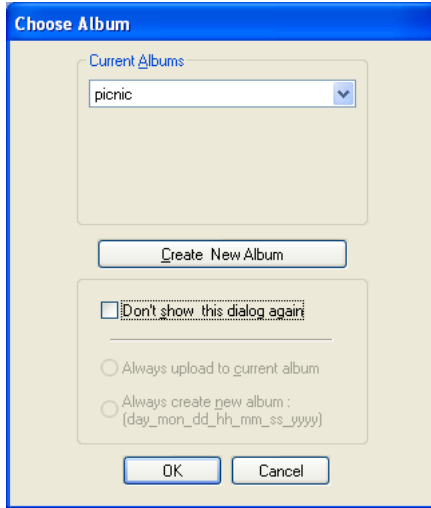 Choose Album
Current Albums
picnic
Create New Album
Don't show this dialog again
Always upload to current album
Always create new album :
(day_mon_dd_hh_mm_ss_yyyy)
OK
Cancel